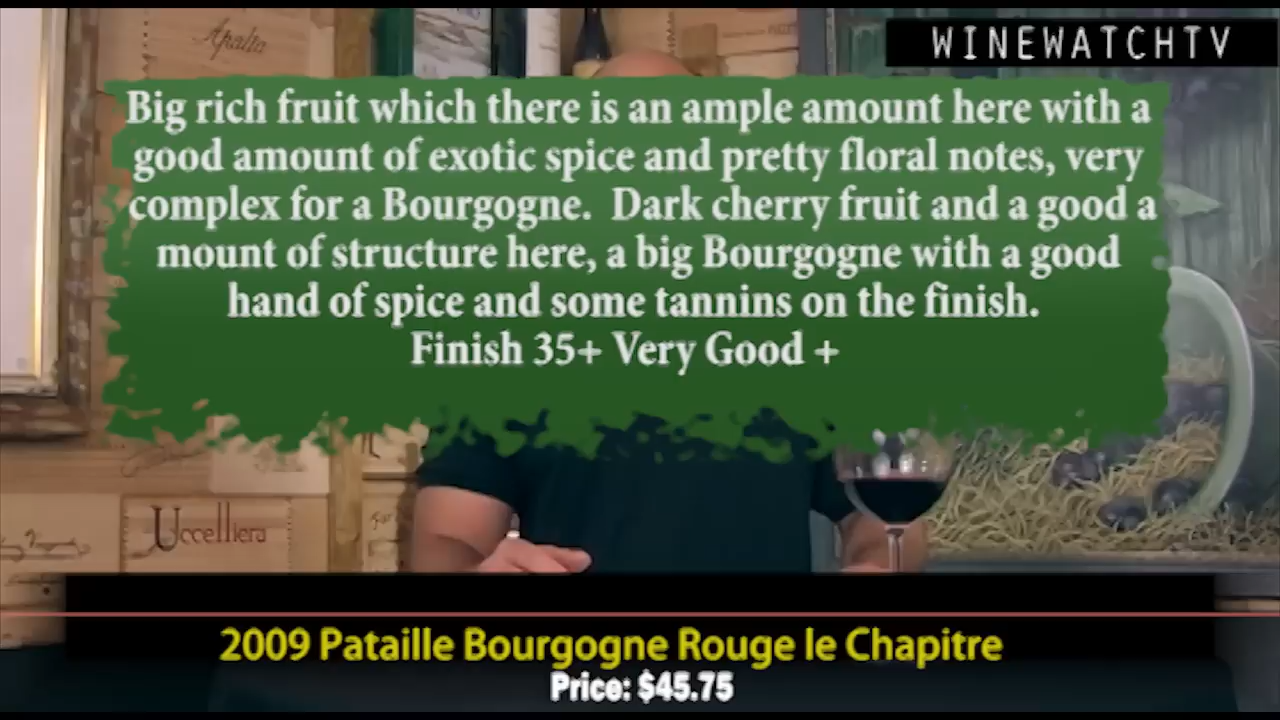 Apalta
WINEWATCHTV
Big rich fruit which there is an ample amount here with a
good amount of exotic spice and pretty floral notes, very
complex for a Bourgogne.  Dark cherry fruit and a good a
mount of structure here, a big Bourgogne with a good
hand of spice and some tannins on the finish.
Finish 35+ Very Good +
Uccelliera
2009 Pataille Bourgogne Rouge le Chapitre
Price: $45.75